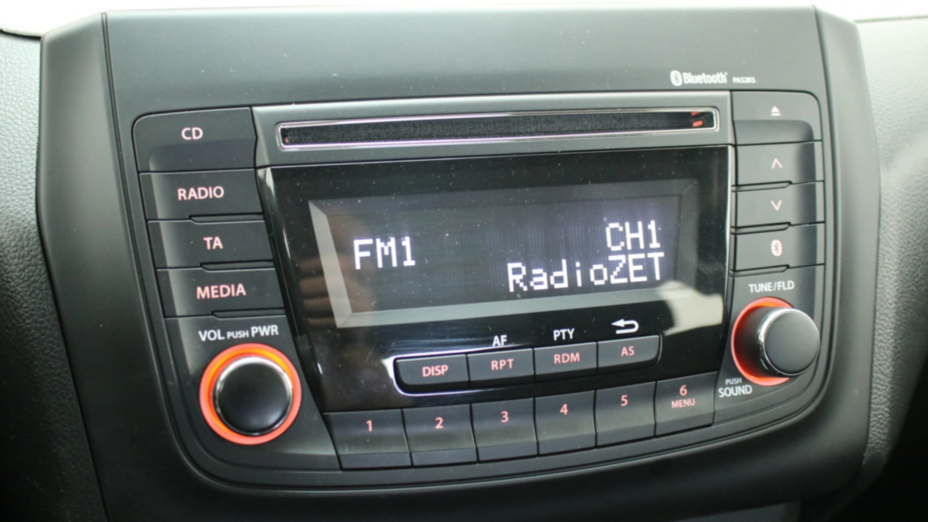 Bluetooth PAS2R3
CD
RADIO
TA
MEDIA
VOL PUSH PWR
FM1
CH1
RadioZET
TUNE/FLD
AF
PTY
DISP
RPT
RDM
AS
PUSH
SOUND
1
2
3
4
5
6
MENU